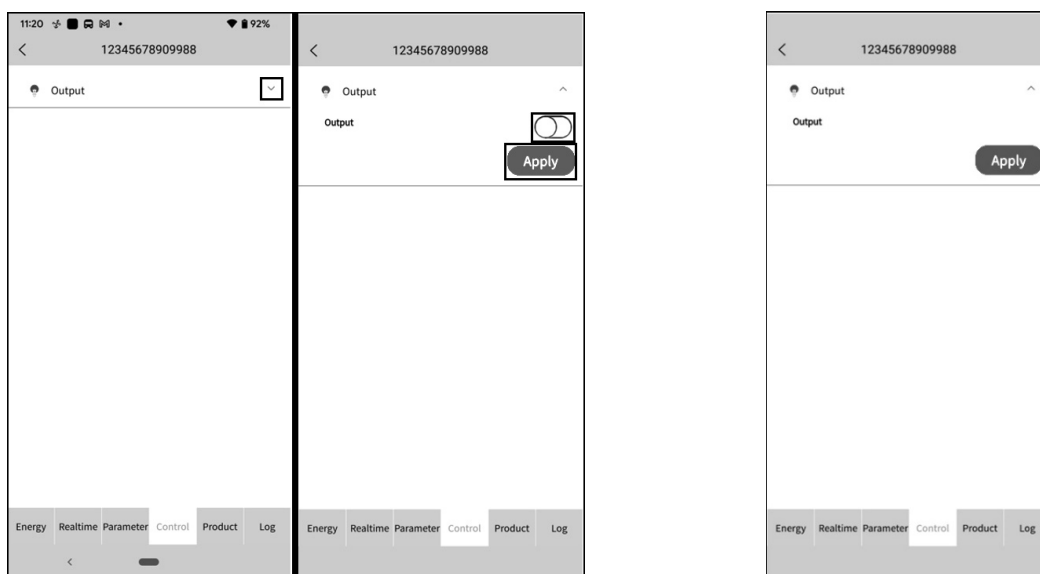 11:20
92%
12345678909988
Output
Energy Realtime Parameter Control Product Log
12345678909988
Output
Output
Apply
Energy Realtime Parameter Control Product Log
12345678909988
Output
Output
Apply
Energy Realtime Parameter Control Product Log